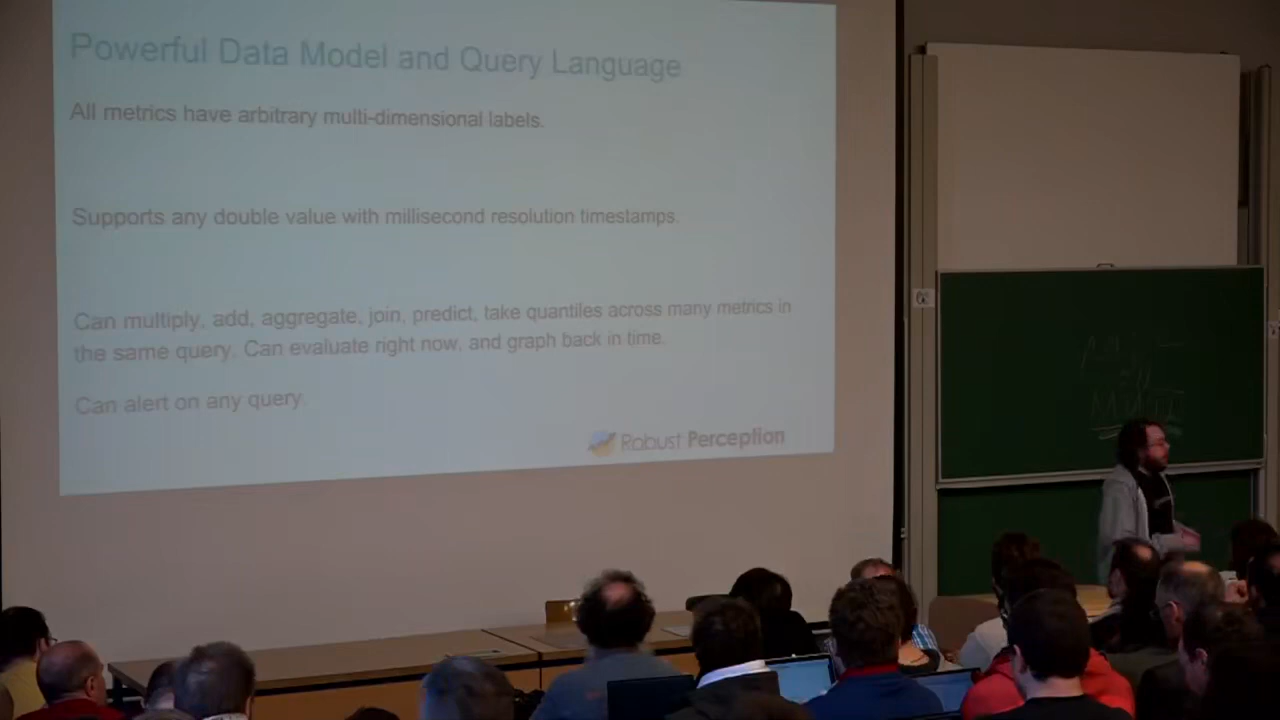 Powerful Data Model and Query Language
All metrics have arbitrary multi-dimensional labels.
Supports any double value with millisecond resolution timestamps.
Can multiply, add, aggregate, join, predict, take quantiles across many metrics in
the same query. Can evaluate right now, and graph back in time.
Can alert on any query.
Robust Perception